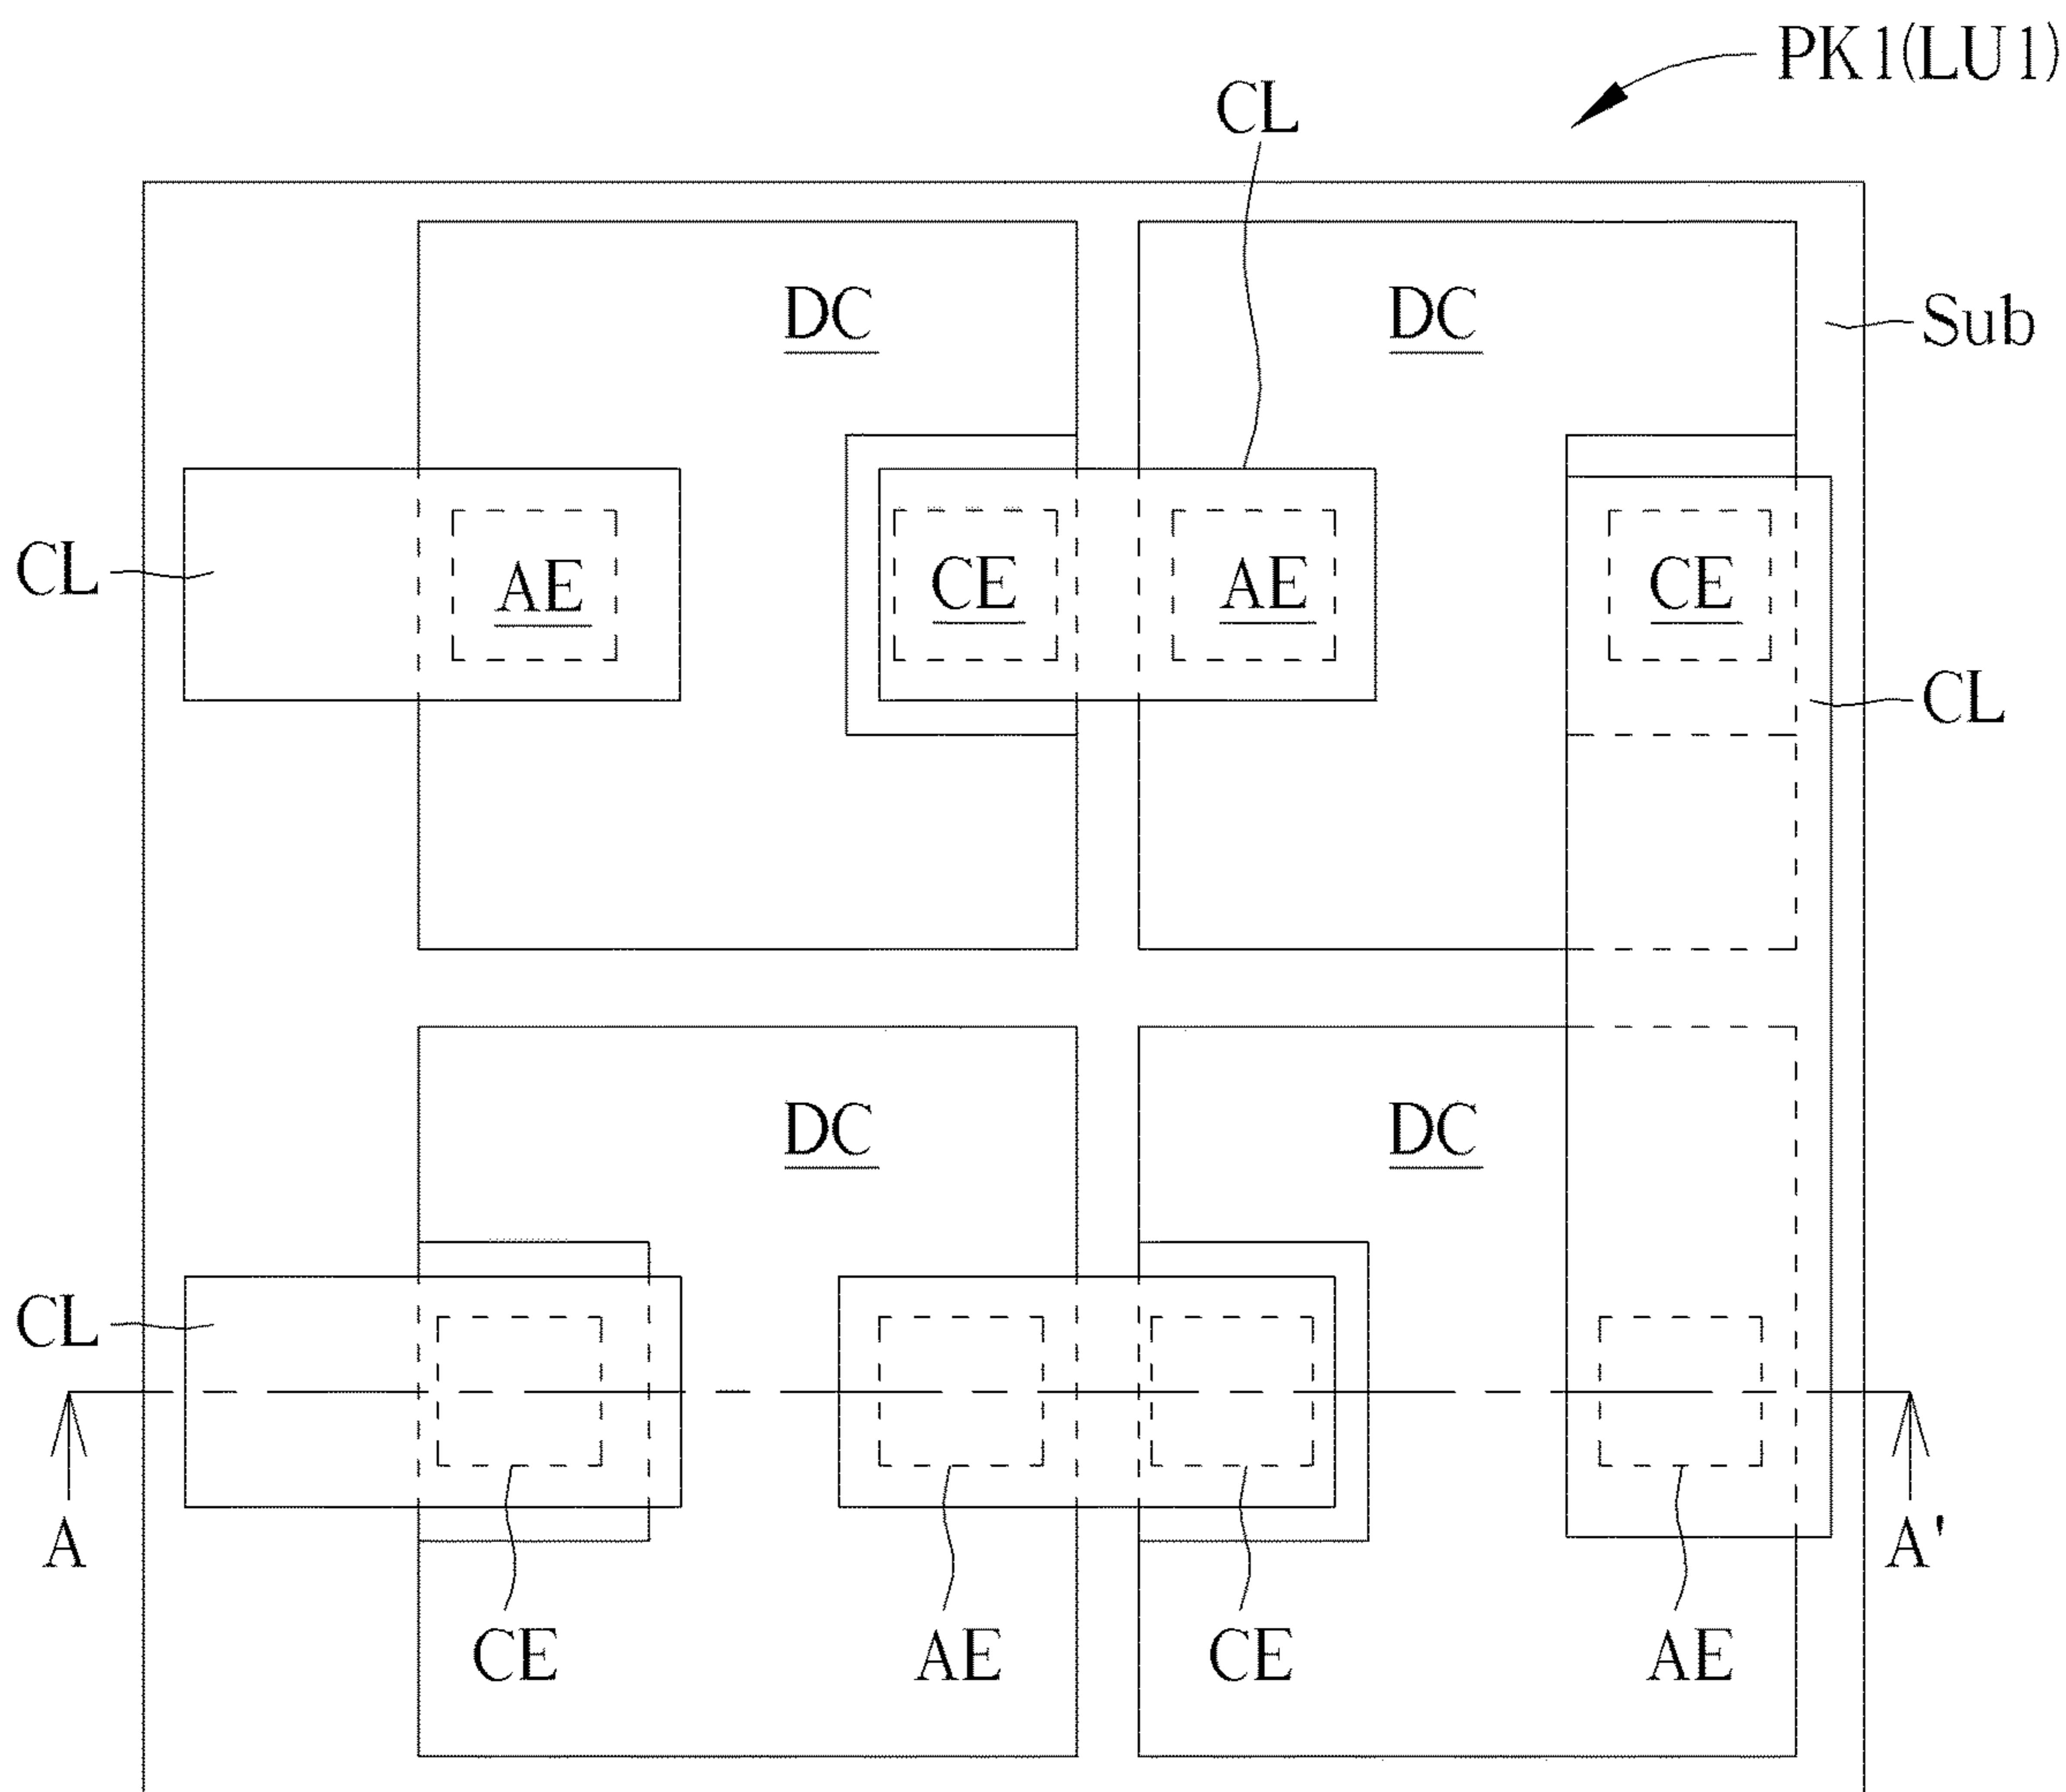 PK1(LU1)
CL
DC DC
Sub
CL AE CE AE CE
CL
DC DC
CL
A A'
CE AE CE AE